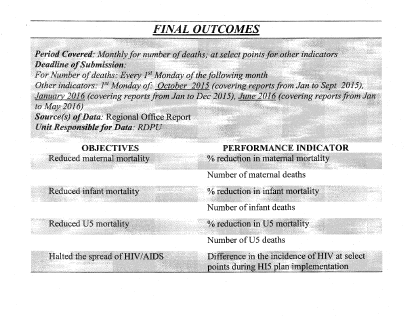 FINAL OUTCOMES
Period Covered: Monthly for number of deaths; at select points for other indicators
Deadline of Submission:
For Number of deaths: Every 1st Monday of the following month
Other indicators: 1st Monday of: October 2015 (covering reports from Jan to Sept 2015),
January 2016 (covering reports from Jan to Dec 2015), June 2016 (covering reports from Jan
to May 2016)
Source(s) of Data: Regional Office Report
Unit Responsible for Data: RDPU
OBJECTIVES PERFORMANCE INDICATOR
Reduced maternal mortality % reduction in maternal mortality
Number of maternal deaths
Reduced infant mortality % reduction in infant mortality
Number of infant deaths
Reduced U5 mortality % reduction in U5 mortality
Number of U5 deaths
Halted the spread of HIV/AIDS Difference in the incidence of HIV at select
points during HI5 plan implementation